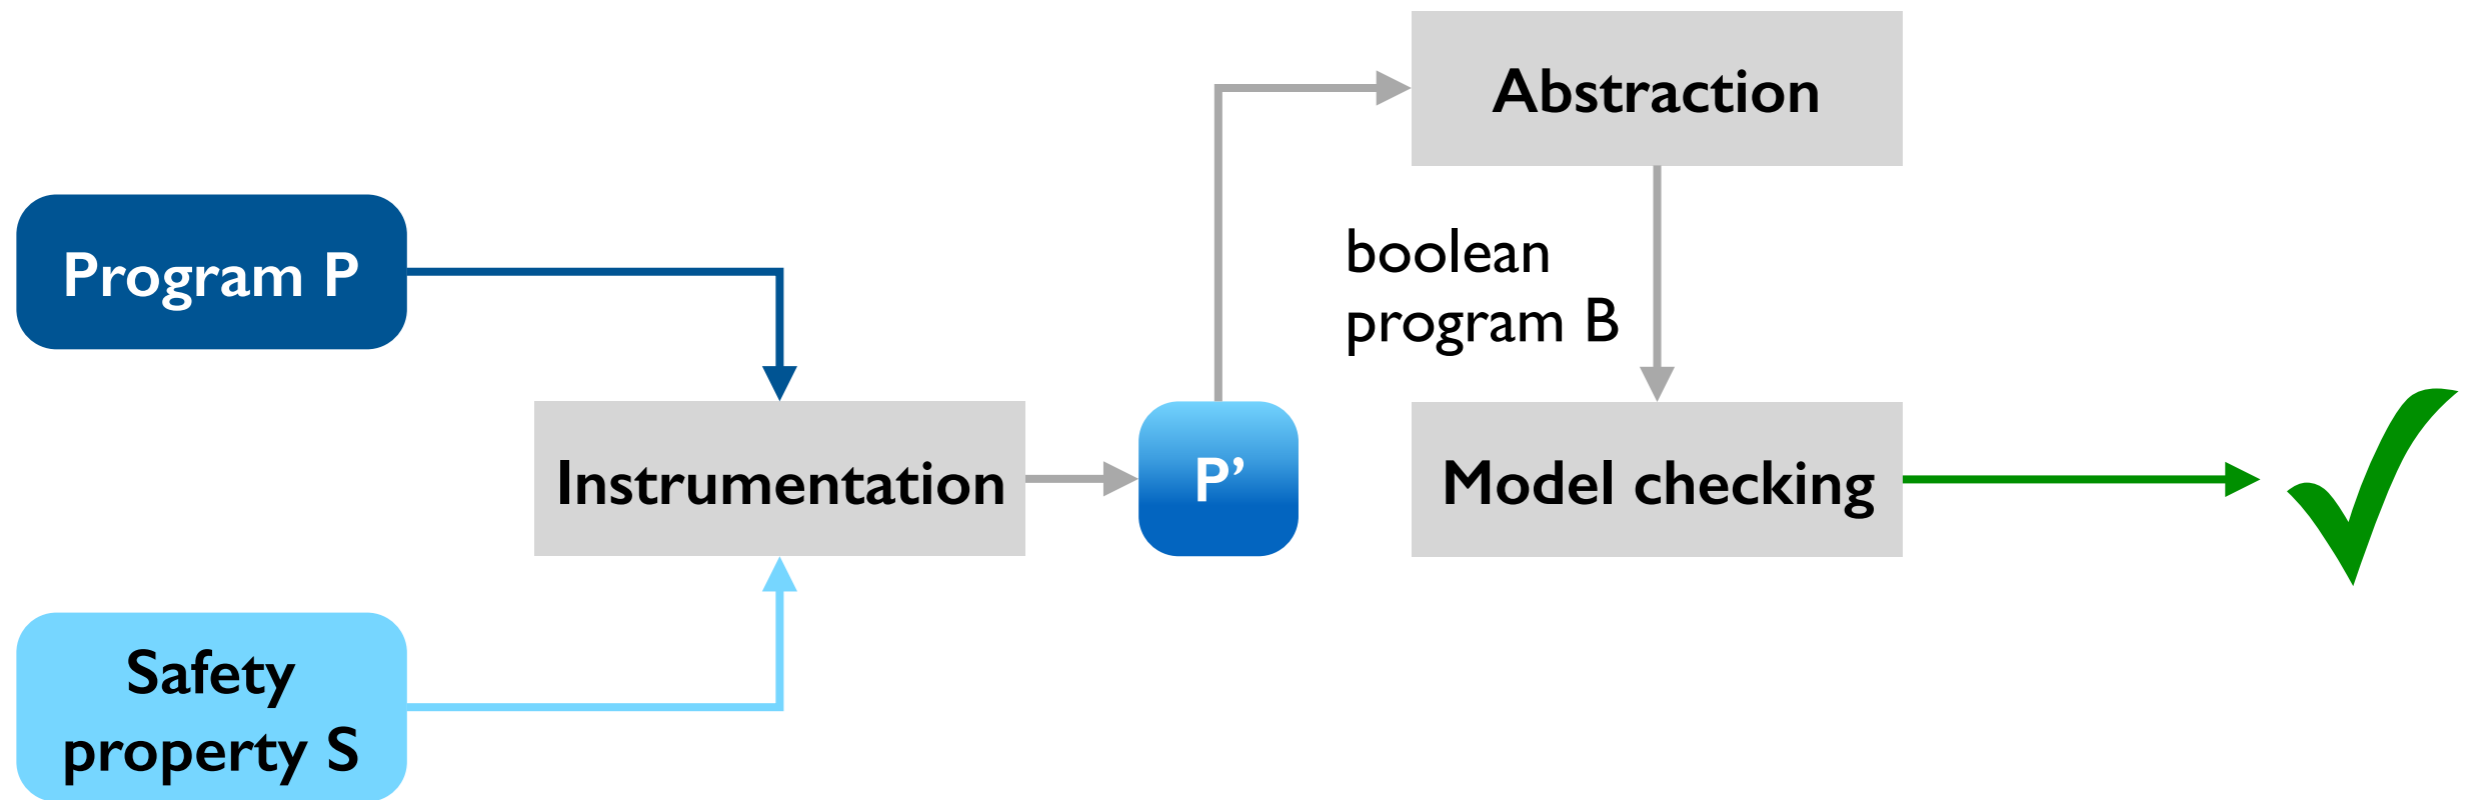 Abstraction
Program P
boolean
program B
Instrumentation
P’
Model checking
Safety
property S